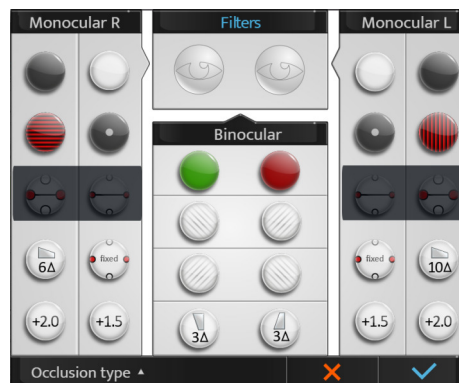 Monocular R
Filters
Monocular L
Binocular
6Δ
fixed
fixed
10Δ
+2.0
+1.5
3Δ
3Δ
+1.5
+2.0
Occlusion type